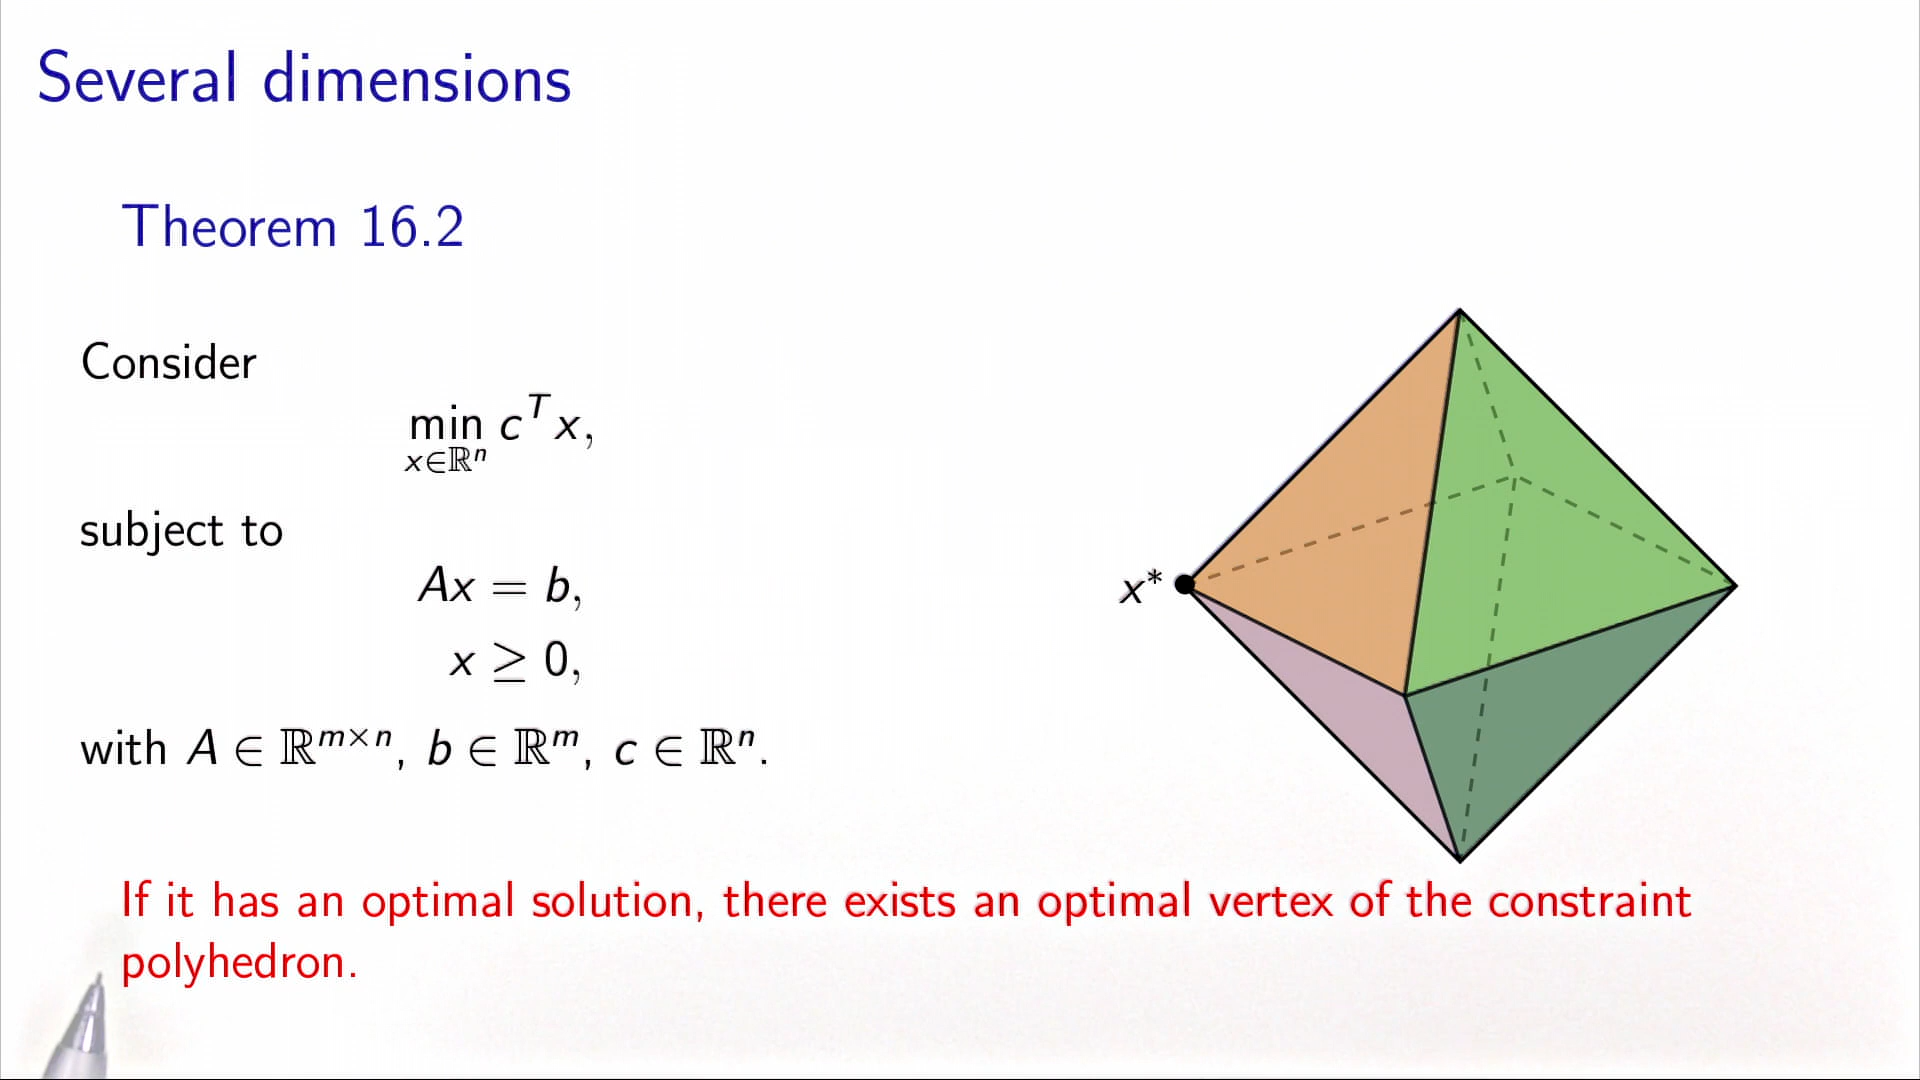 Several dimensions
Theorem 16.2
Consider
min c^T x,
x∈ℝ^n
subject to
Ax = b,
x ≥ 0,
with A ∈ ℝ^{m×n}, b ∈ ℝ^m, c ∈ ℝ^n.
x*
If it has an optimal solution, there exists an optimal vertex of the constraint
polyhedron.